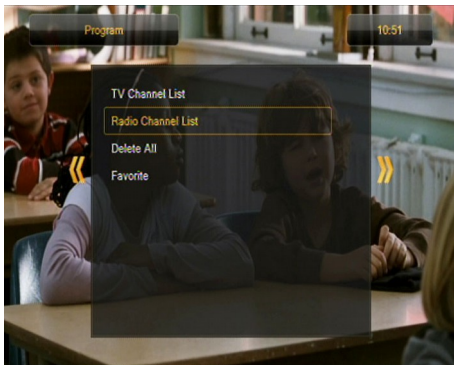 Program
10:51
TV Channel List
Radio Channel List
Delete All
Favorite